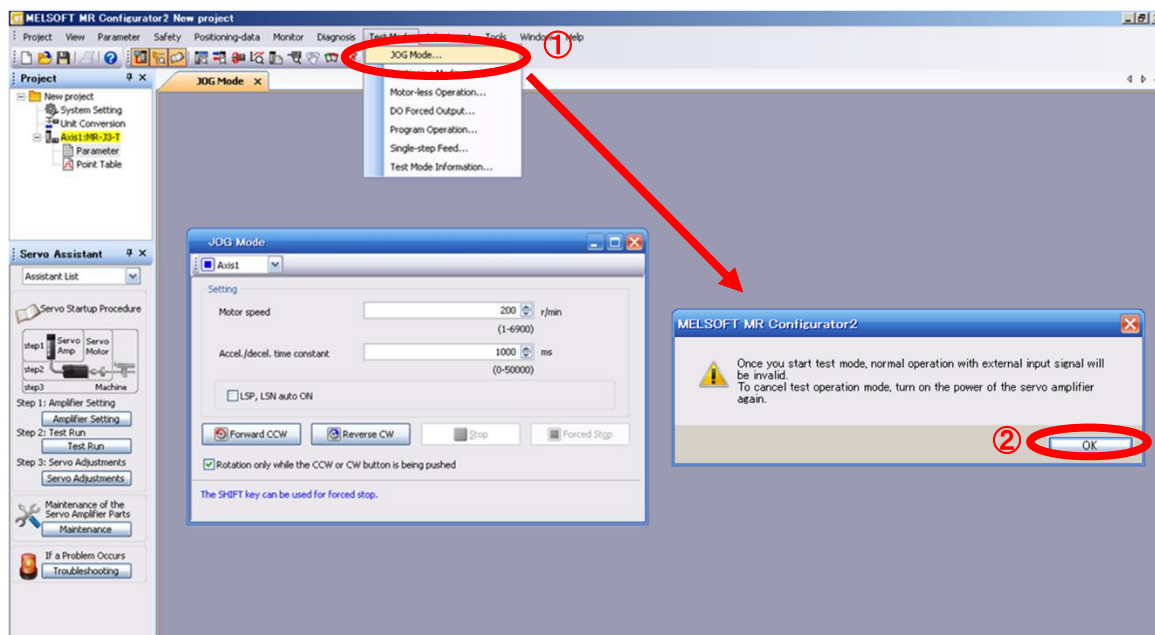 MELSOFT MR Configurator2 New project
Project View Parameter Safety Positioning-data Monitor Diagnosis Test Mode Tools Window Help
①
JOG Mode...
Motor-less Operation...
DO Forced Output...
Program Operation...
Single-step Feed...
Test Mode Information...
Project
New project
System Setting
Unit Conversion
Axis1:MR-J3-T
Parameter
Point Table
JOG Mode
Servo Assistant
Assistant List
Servo Startup Procedure
step1 Servo Amp Servo Motor
step2
step3 Machine
Step 1: Amplifier Setting
Amplifier Setting
Step 2: Test Run
Test Run
Step 3: Servo Adjustments
Servo Adjustments
Maintenance of the
Servo Amplifier Parts
Maintenance
If a Problem Occurs
Troubleshooting
JOG Mode
Axis1
Setting
Motor speed 200 r/min
(1-6900)
Accel./decel. time constant 1000 ms
(0-50000)
LSP, LSN auto ON
Forward CCW Reverse CW Stop Forced Stop
Rotation only while the CCW or CW button is being pushed
The SHIFT key can be used for forced stop.
MELSOFT MR Configurator2
Once you start test mode, normal operation with external input signal will
be invalid.
To cancel test operation mode, turn on the power of the servo amplifier
again.
②
OK